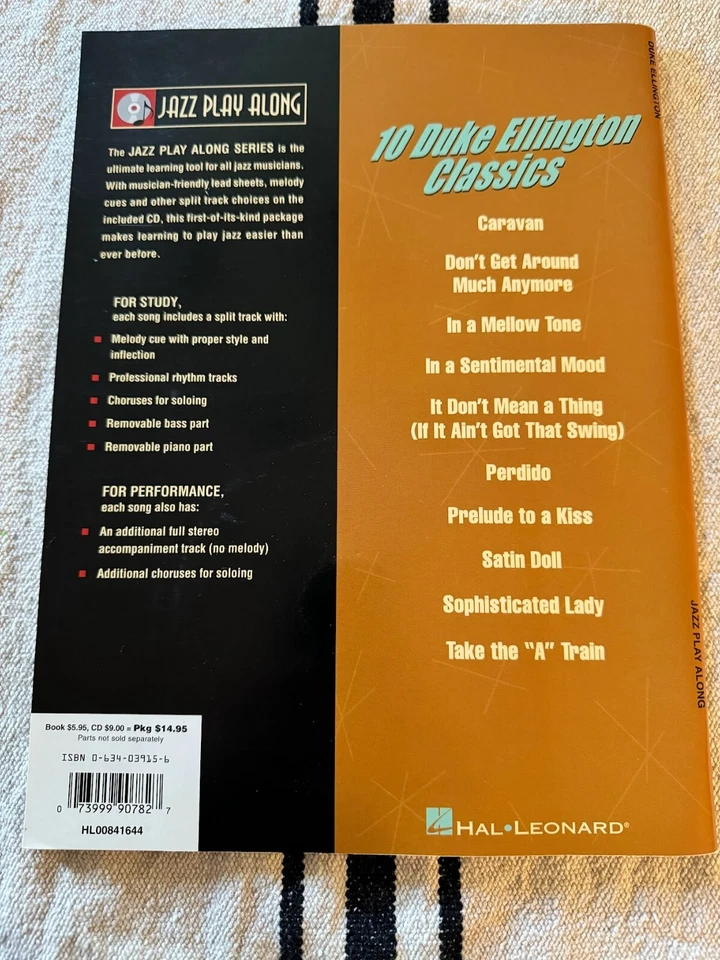 JAZZ PLAY ALONG
The JAZZ PLAY ALONG SERIES is the
ultimate learning tool for all jazz musicians.
With musician-friendly lead sheets, melody
cues and other split track choices on the
included CD, this first-of-its-kind package
makes learning to play jazz easier than
ever before.
FOR STUDY,
each song includes a split track with:
Melody cue with proper style and
inflection
Professional rhythm tracks
Choruses for soloing
Removable bass part
Removable piano part
FOR PERFORMANCE,
each song also has:
An additional full stereo
accompaniment track (no melody)
Additional choruses for soloing
Book $5.95, CD $9.00 = Pkg $14.95
Parts not sold separately
ISBN 0-634-03915-6
0 73999 90782 7
HL00841644
10 Duke Ellington
Classics
Caravan
Don't Get Around
Much Anymore
In a Mellow Tone
In a Sentimental Mood
It Don't Mean a Thing
(If It Ain't Got That Swing)
Perdido
Prelude to a Kiss
Satin Doll
Sophisticated Lady
Take the "A" Train
HAL•LEONARD®
DUKE ELLINGTON
JAZZ PLAY ALONG